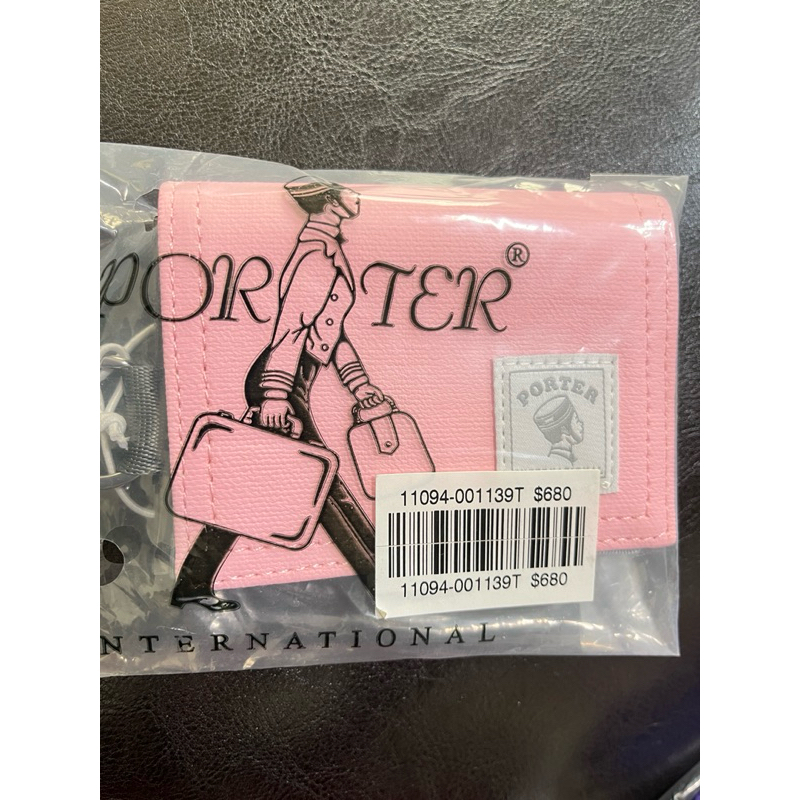 PORTER®
PORTER
11094-001139T $680
11094-001139T $680
NTERNATIONAL